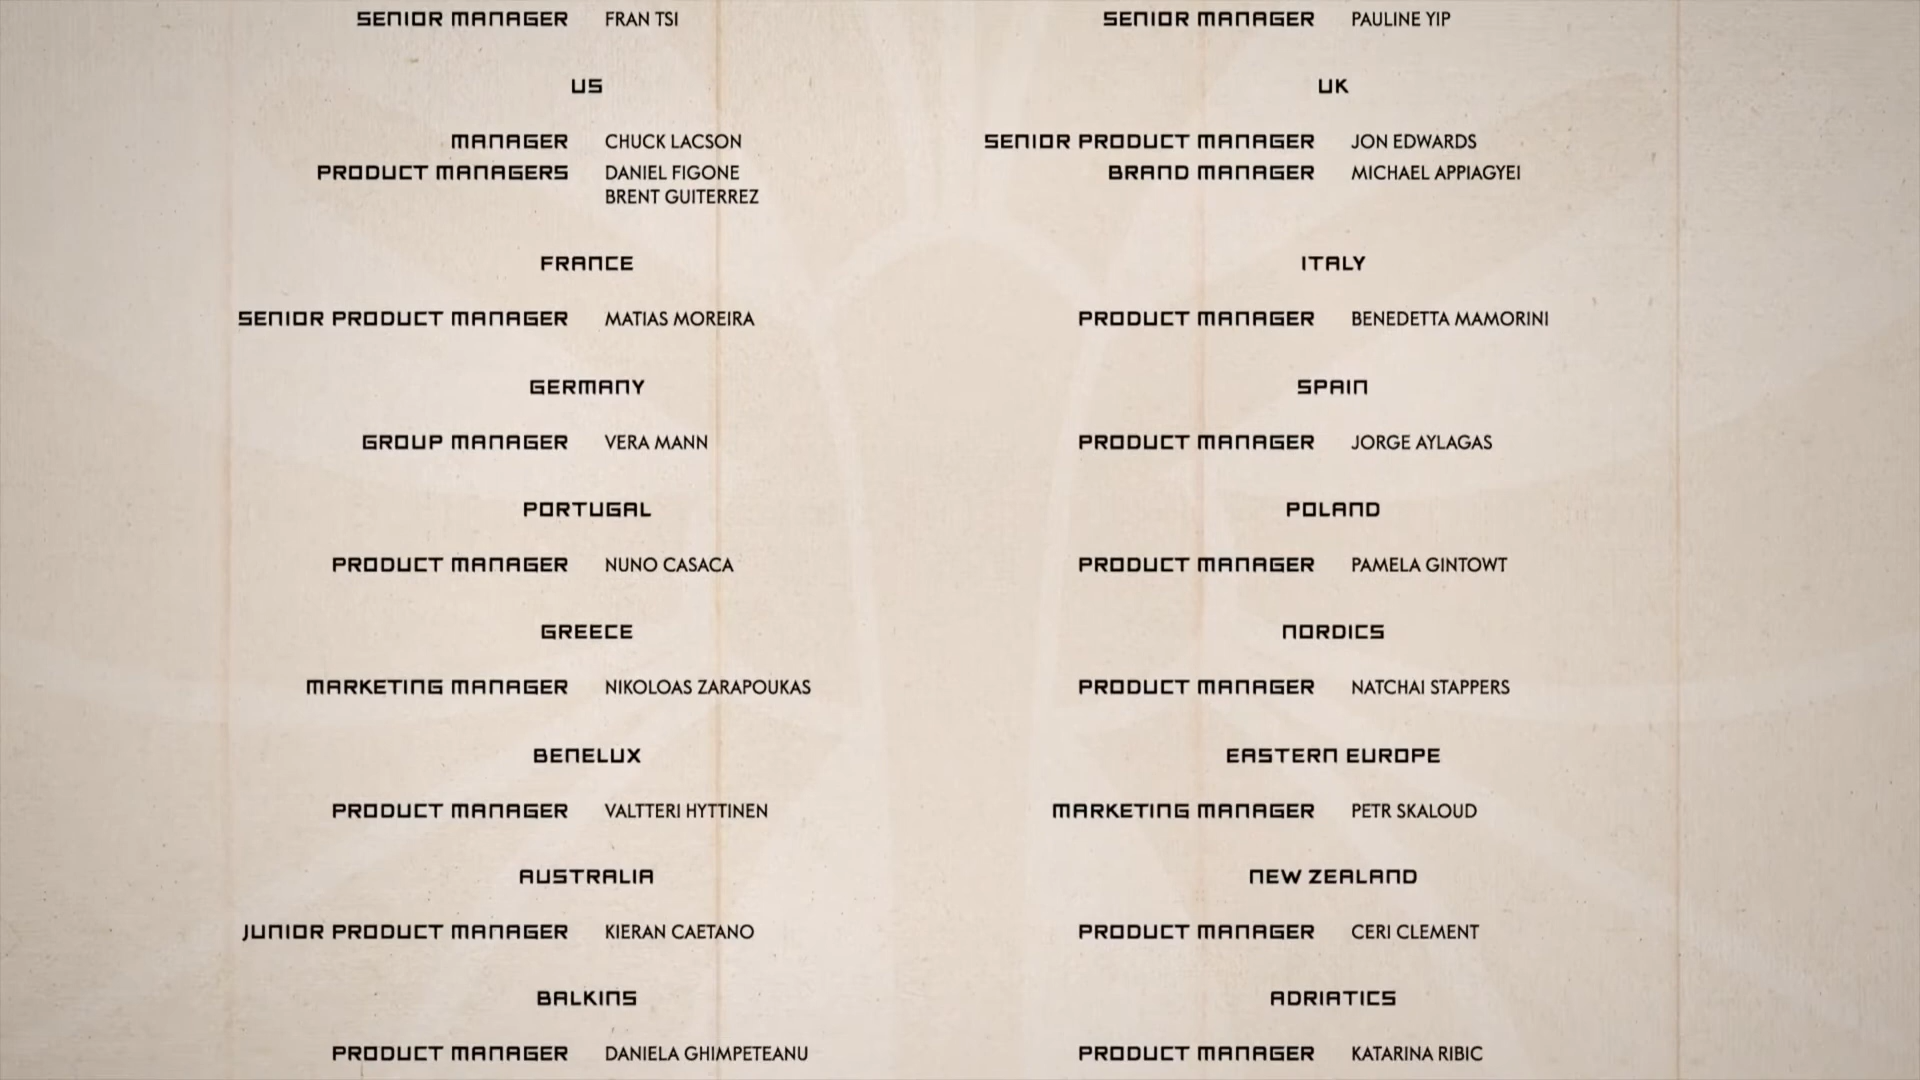 SENIOR MANAGER FRAN TSI
US
MANAGER CHUCK LACSON
PRODUCT MANAGERS DANIEL FIGONE
BRENT GUITERREZ
FRANCE
SENIOR PRODUCT MANAGER MATIAS MOREIRA
GERMANY
GROUP MANAGER VERA MANN
PORTUGAL
PRODUCT MANAGER NUNO CASACA
GREECE
MARKETING MANAGER NIKOLOAS ZARAPOUKAS
BENELUX
PRODUCT MANAGER VALTTERI HYTTINEN
AUSTRALIA
JUNIOR PRODUCT MANAGER KIERAN CAETANO
BALKINS
PRODUCT MANAGER DANIELA GHIMPETEANU
SENIOR MANAGER PAULINE YIP
UK
SENIOR PRODUCT MANAGER JON EDWARDS
BRAND MANAGER MICHAEL APPIAGYEI
ITALY
PRODUCT MANAGER BENEDETTA MAMORINI
SPAIN
PRODUCT MANAGER JORGE AYLAGAS
POLAND
PRODUCT MANAGER PAMELA GINTOWT
NORDICS
PRODUCT MANAGER NATCHAI STAPPERS
EASTERN EUROPE
MARKETING MANAGER PETR SKALOUD
NEW ZEALAND
PRODUCT MANAGER CERI CLEMENT
ADRIATICS
PRODUCT MANAGER KATARINA RIBIC